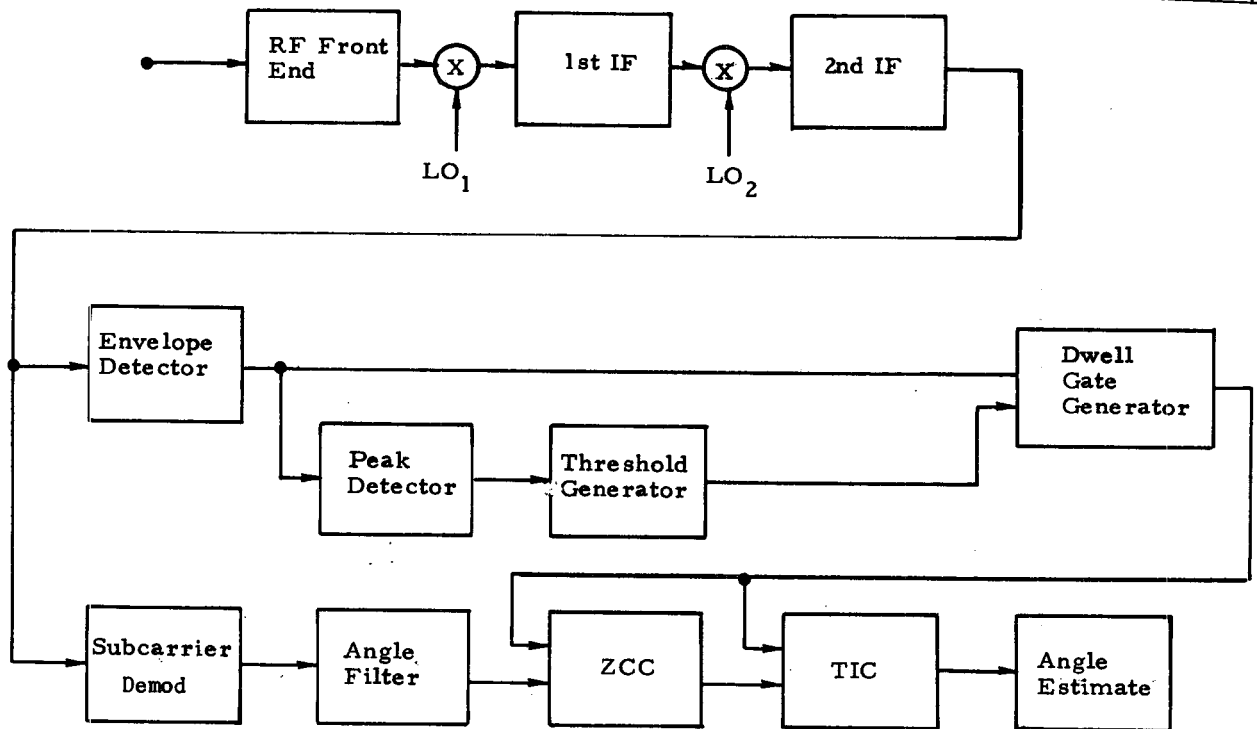 RF Front
End
X
1st IF
X
2nd IF
LO1
LO2
Envelope
Detector
Dwell
Gate
Generator
Peak
Detector
Threshold
Generator
Subcarrier
Demod
Angle
Filter
ZCC
TIC
Angle
Estimate